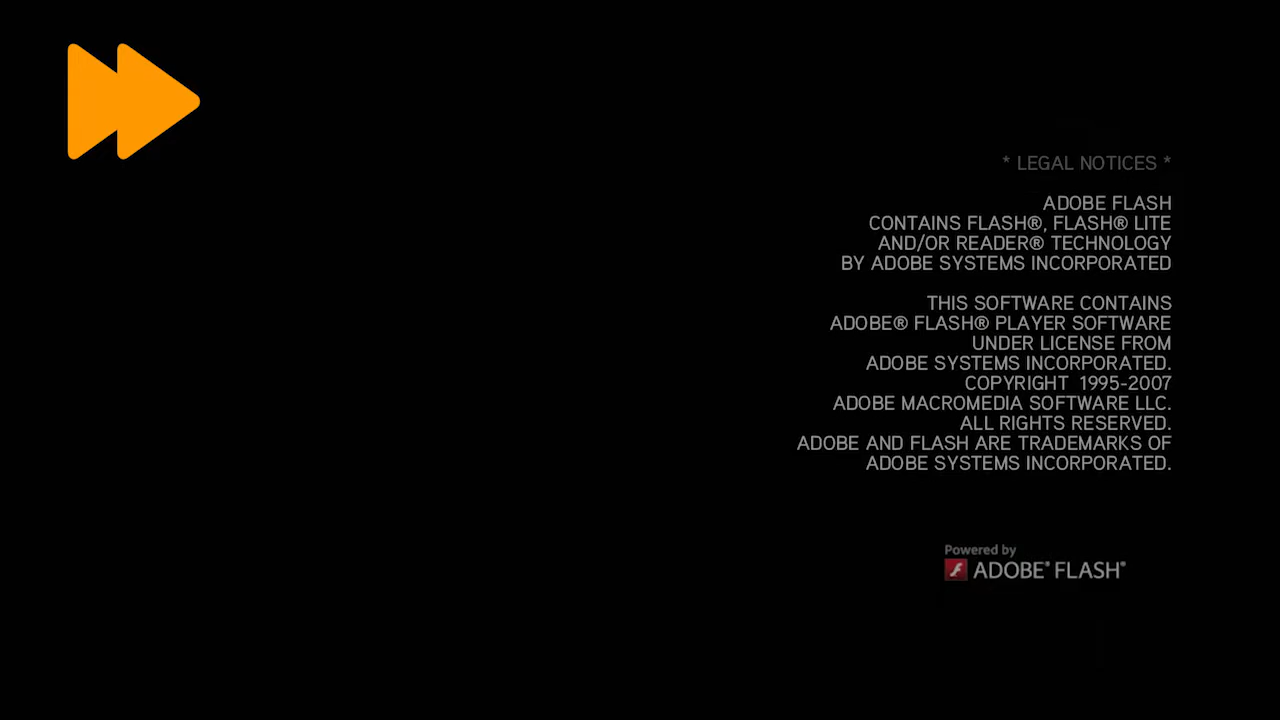 * LEGAL NOTICES *
ADOBE FLASH
CONTAINS FLASH®, FLASH® LITE
AND/OR READER® TECHNOLOGY
BY ADOBE SYSTEMS INCORPORATED
THIS SOFTWARE CONTAINS
ADOBE® FLASH® PLAYER SOFTWARE
UNDER LICENSE FROM
ADOBE SYSTEMS INCORPORATED.
COPYRIGHT  1995-2007
ADOBE MACROMEDIA SOFTWARE LLC.
ALL RIGHTS RESERVED.
ADOBE AND FLASH ARE TRADEMARKS OF
ADOBE SYSTEMS INCORPORATED.
Powered by
ADOBE® FLASH®